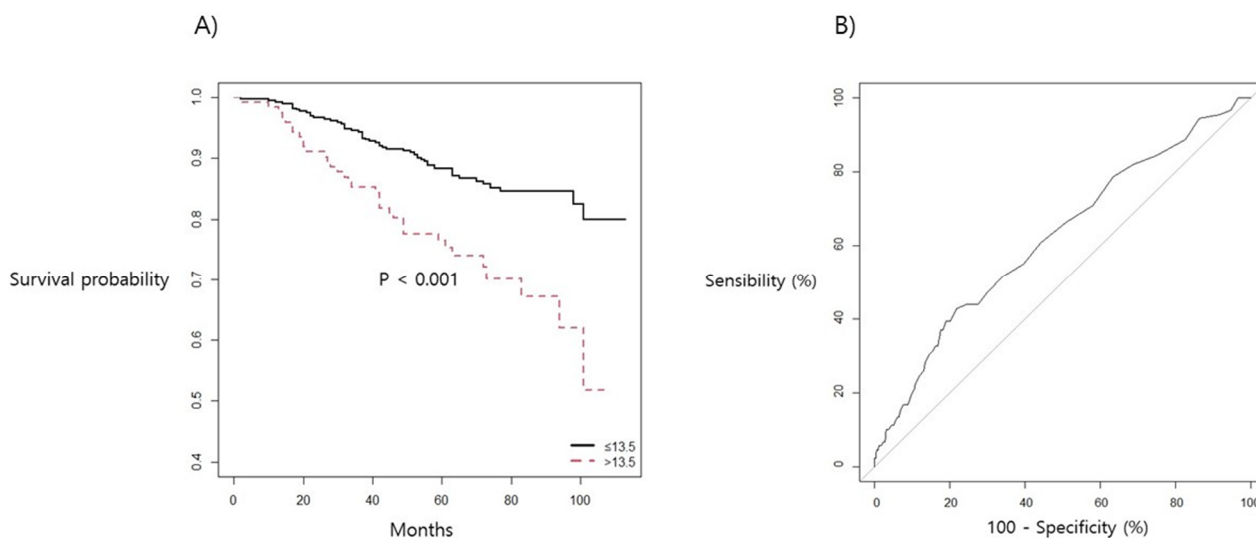 A)
1.0
0.9
0.8
0.7
0.6
0.5
0.4
Survival probability
P < 0.001
≤13.5
>13.5
0 20 40 60 80 100
Months
B)
100
80
60
40
20
0
Sensibility (%)
0 20 40 60 80 100
100 - Specificity (%)